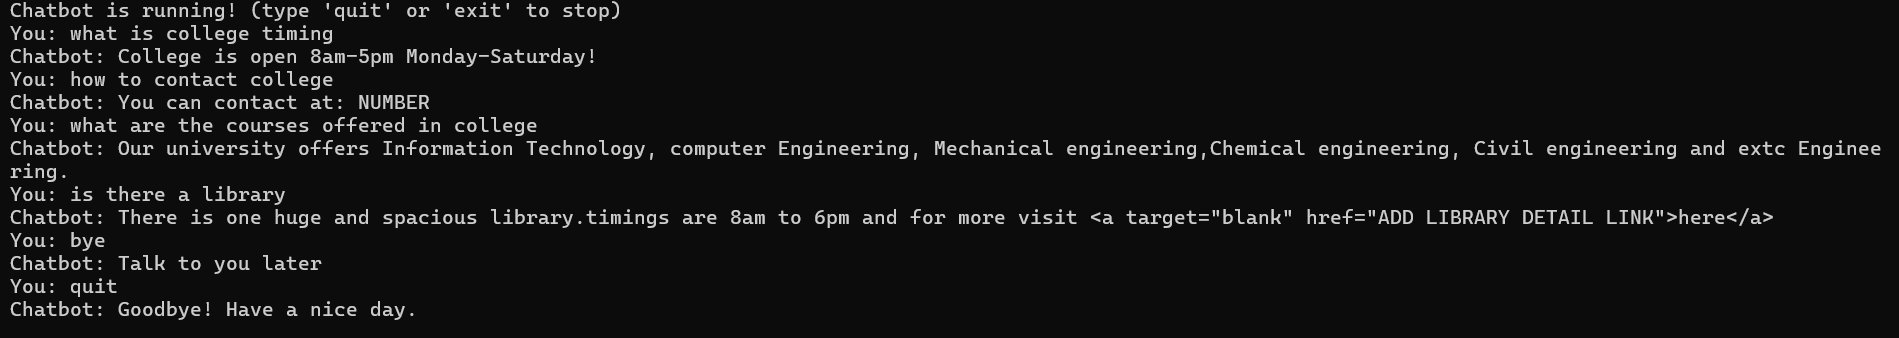 Chatbot is running! (type 'quit' or 'exit' to stop)
You: what is college timing
Chatbot: College is open 8am-5pm Monday-Saturday!
You: how to contact college
Chatbot: You can contact at: NUMBER
You: what are the courses offered in college
Chatbot: Our university offers Information Technology, computer Engineering, Mechanical engineering,Chemical engineering, Civil engineering and extc Enginee
ring.
You: is there a library
Chatbot: There is one huge and spacious library.timings are 8am to 6pm and for more visit <a target="blank" href="ADD LIBRARY DETAIL LINK">here</a>
You: bye
Chatbot: Talk to you later
You: quit
Chatbot: Goodbye! Have a nice day.